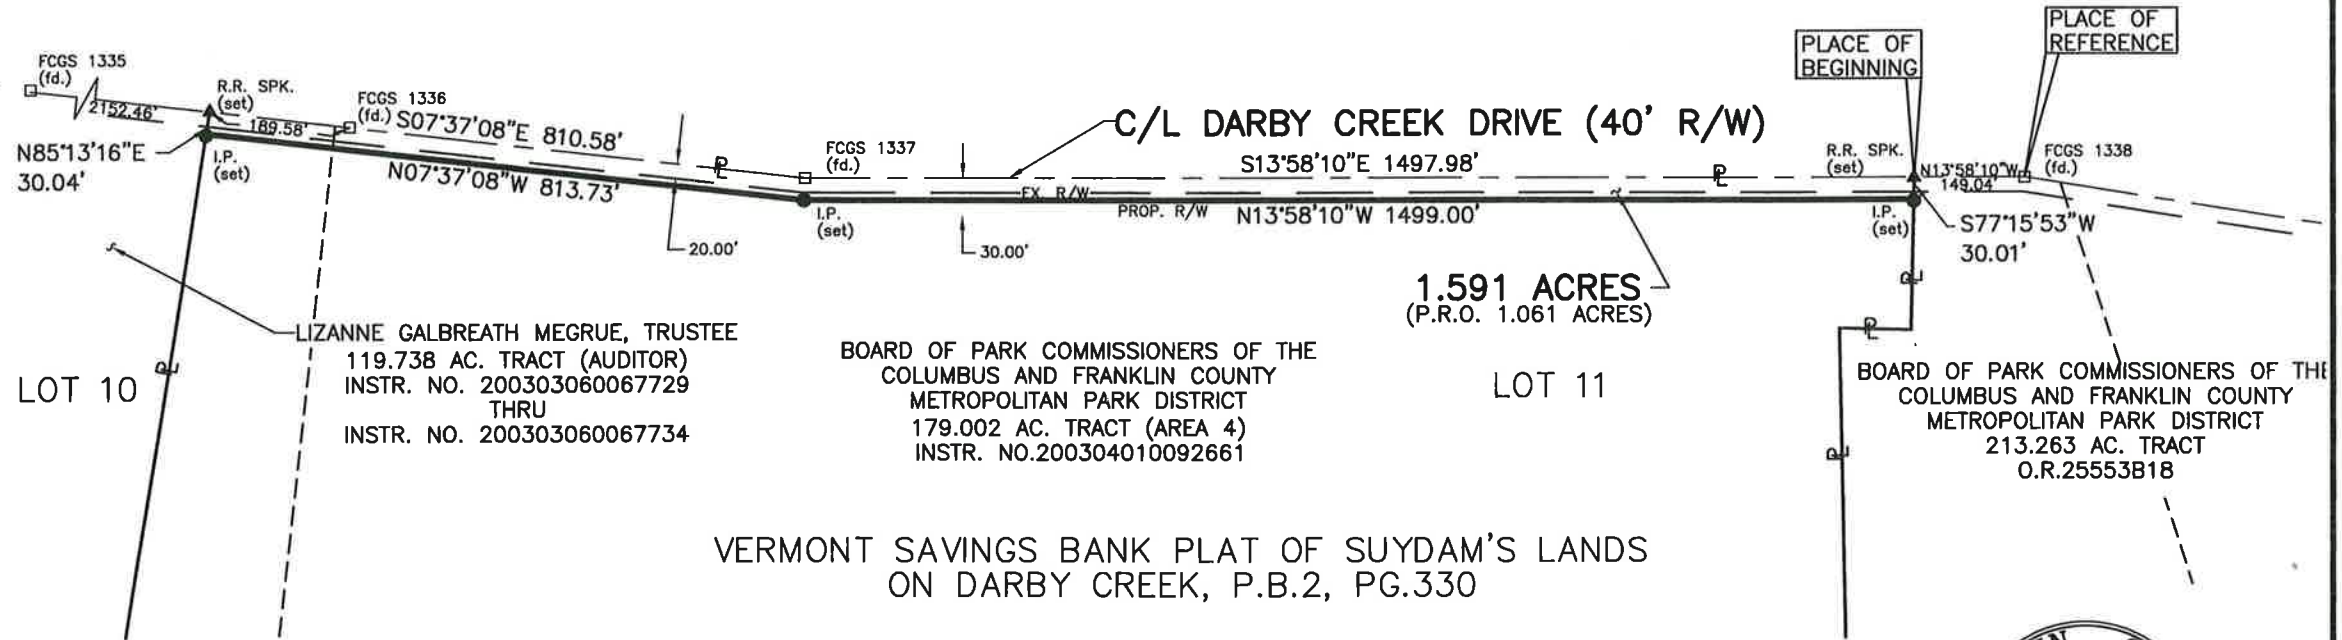 PLACE OF
REFERENCE
PLACE OF
BEGINNING
FCGS 1335
(fd.)
2152.46'
R.R. SPK.
(set)
189.58'
FCGS 1336
(fd.)
S07°37'08"E 810.58'
N85°13'16"E
30.04'
I.P.
(set)
N07°37'08"W 813.73'
20.00'
FCGS 1337
(fd.)
I.P.
(set)
C/L DARBY CREEK DRIVE (40' R/W)
S13°58'10"E 1497.98'
EX. R/W
PROP. R/W
N13°58'10"W 1499.00'
30.00'
R.R. SPK.
(set)
N13°58'10"W
149.04'
FCGS 1338
(fd.)
I.P.
(set)
S77°15'53"W
30.01'
1.591 ACRES
(P.R.O. 1.061 ACRES)
LOT 10
LIZANNE GALBREATH MEGRUE, TRUSTEE
119.738 AC. TRACT (AUDITOR)
INSTR. NO. 200303060067729
THRU
INSTR. NO. 200303060067734
BOARD OF PARK COMMISSIONERS OF THE
COLUMBUS AND FRANKLIN COUNTY
METROPOLITAN PARK DISTRICT
179.002 AC. TRACT (AREA 4)
INSTR. NO.200304010092661
LOT 11
BOARD OF PARK COMMISSIONERS OF THE
COLUMBUS AND FRANKLIN COUNTY
METROPOLITAN PARK DISTRICT
213.263 AC. TRACT
O.R.25553B18
VERMONT SAVINGS BANK PLAT OF SUYDAM'S LANDS
ON DARBY CREEK, P.B.2, PG.330